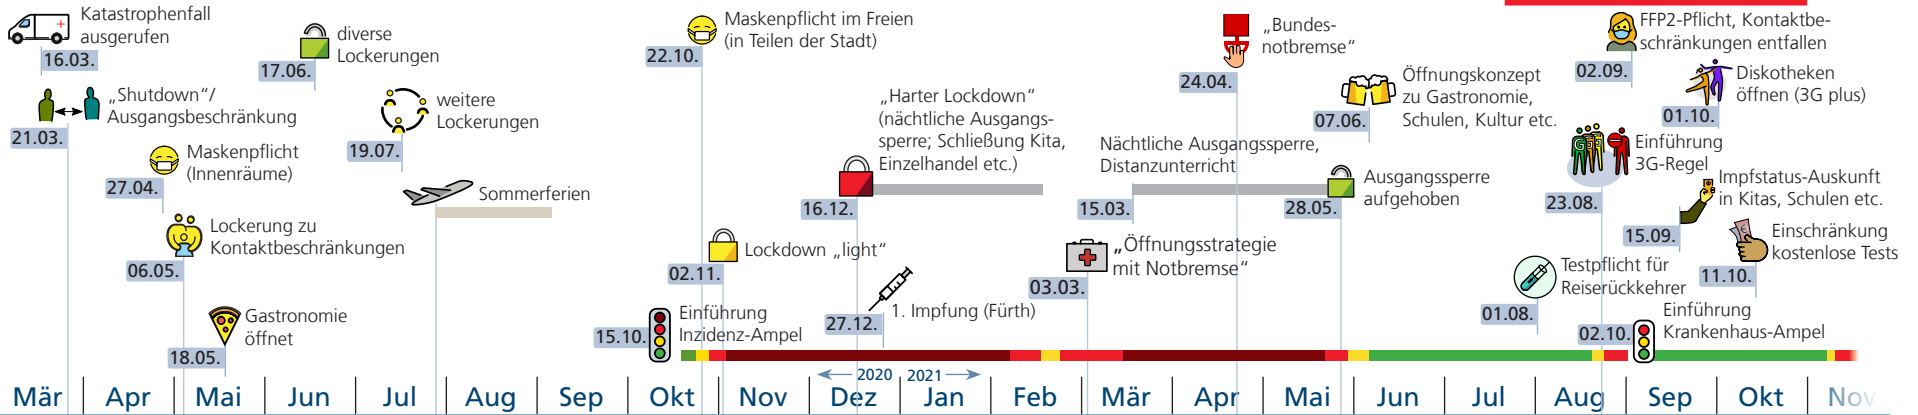 Katastrophenfall
ausgerufen
16.03.
„Shutdown“/
Ausgangsbeschränkung
21.03.
Maskenpflicht
(Innenräume)
27.04.
Lockerung zu
Kontaktbeschränkungen
06.05.
Gastronomie
öffnet
18.05.
diverse
Lockerungen
17.06.
weitere
Lockerungen
19.07.
Sommerferien
Maskenpflicht im Freien
(in Teilen der Stadt)
22.10.
„Harter Lockdown“
(nächtliche Ausgangs-
sperre; Schließung Kita,
Einzelhandel etc.)
16.12.
Lockdown „light“
02.11.
1. Impfung (Fürth)
27.12.
Einführung
Inzidenz-Ampel
15.10.
„Bundes-
notbremse“
24.04.
Nächtliche Ausgangssperre,
Distanzunterricht
15.03.
„Öffnungsstrategie
mit Notbremse“
03.03.
Öffnungskonzept
zu Gastronomie,
Schulen, Kultur etc.
07.06.
Ausgangssperre
aufgehoben
28.05.
FFP2-Pflicht, Kontaktbe-
schränkungen entfallen
02.09.
Diskotheken
öffnen (3G plus)
01.10.
GGG
Einführung
3G-Regel
23.08.
Impfstatus-Auskunft
in Kitas, Schulen etc.
15.09.
Einschränkung
kostenlose Tests
11.10.
Testpflicht für
Reiserückkehrer
01.08.
Einführung
Krankenhaus-Ampel
02.10.
2020 2021
Mär Apr Mai Jun Jul Aug Sep Okt Nov Dez Jan Feb Mär Apr Mai Jun Jul Aug Sep Okt Nov